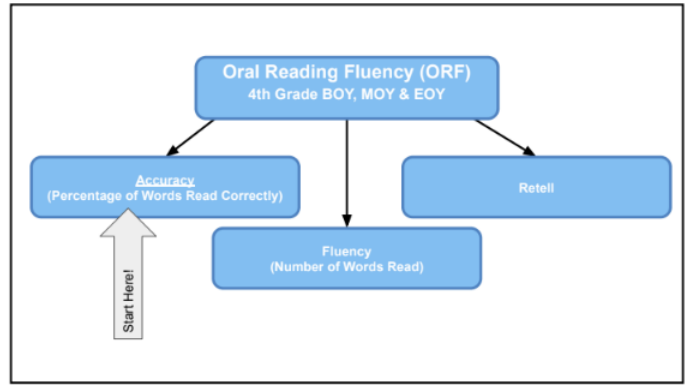 Oral Reading Fluency (ORF)
4th Grade BOY, MOY & EOY
Accuracy
(Percentage of Words Read Correctly)
Retell
Fluency
(Number of Words Read)
Start Here!